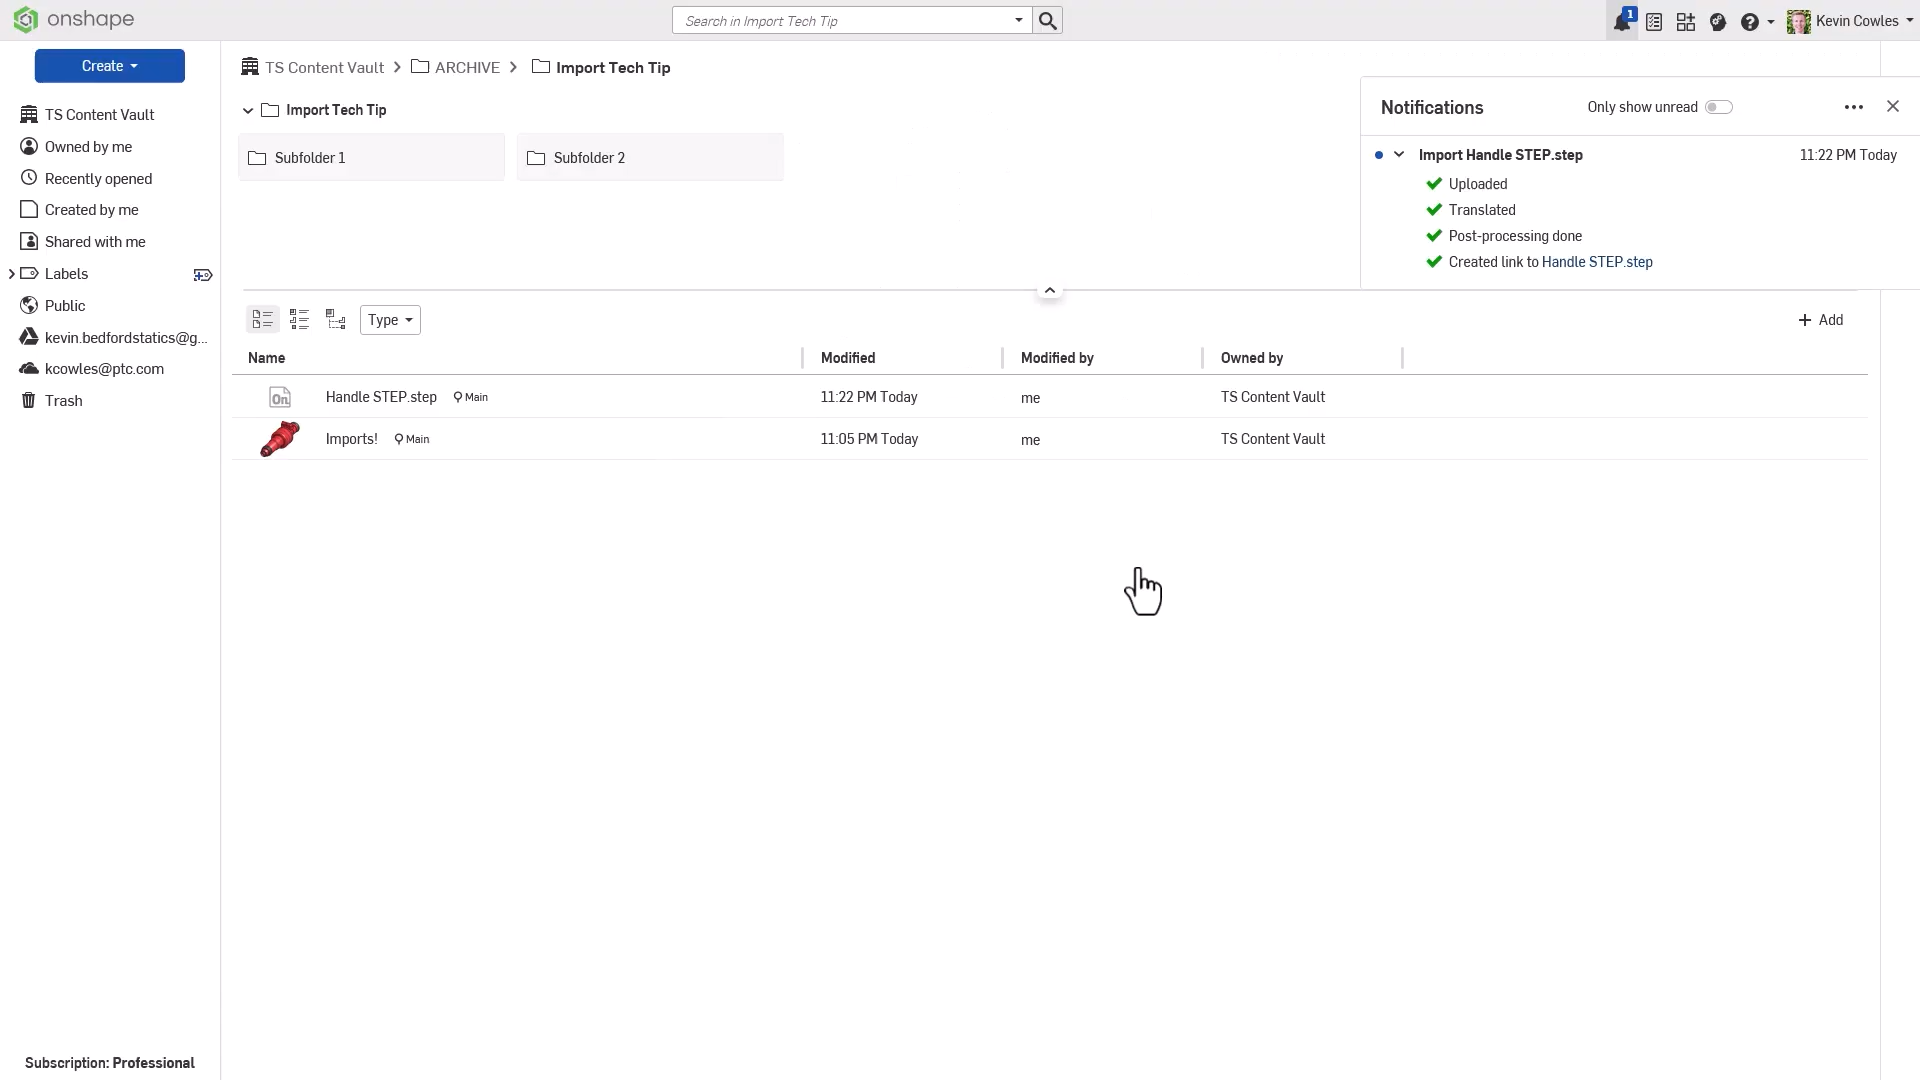 onshape
Search in Import Tech Tip
1
Kevin Cowles
Create
TS Content Vault
ARCHIVE
Import Tech Tip
TS Content Vault
Owned by me
Recently opened
Created by me
Shared with me
Labels
Public
kevin.bedfordstatics@g...
kcowles@ptc.com
Trash
Import Tech Tip
Subfolder 1
Subfolder 2
Notifications
Only show unread
Import Handle STEP.step
11:22 PM Today
Uploaded
Translated
Post-processing done
Created link to Handle STEP.step
Type
+ Add
Name
Modified
Modified by
Owned by
On
Handle STEP.step
Main
11:22 PM Today
me
TS Content Vault
Imports!
Main
11:05 PM Today
me
TS Content Vault
Subscription: Professional